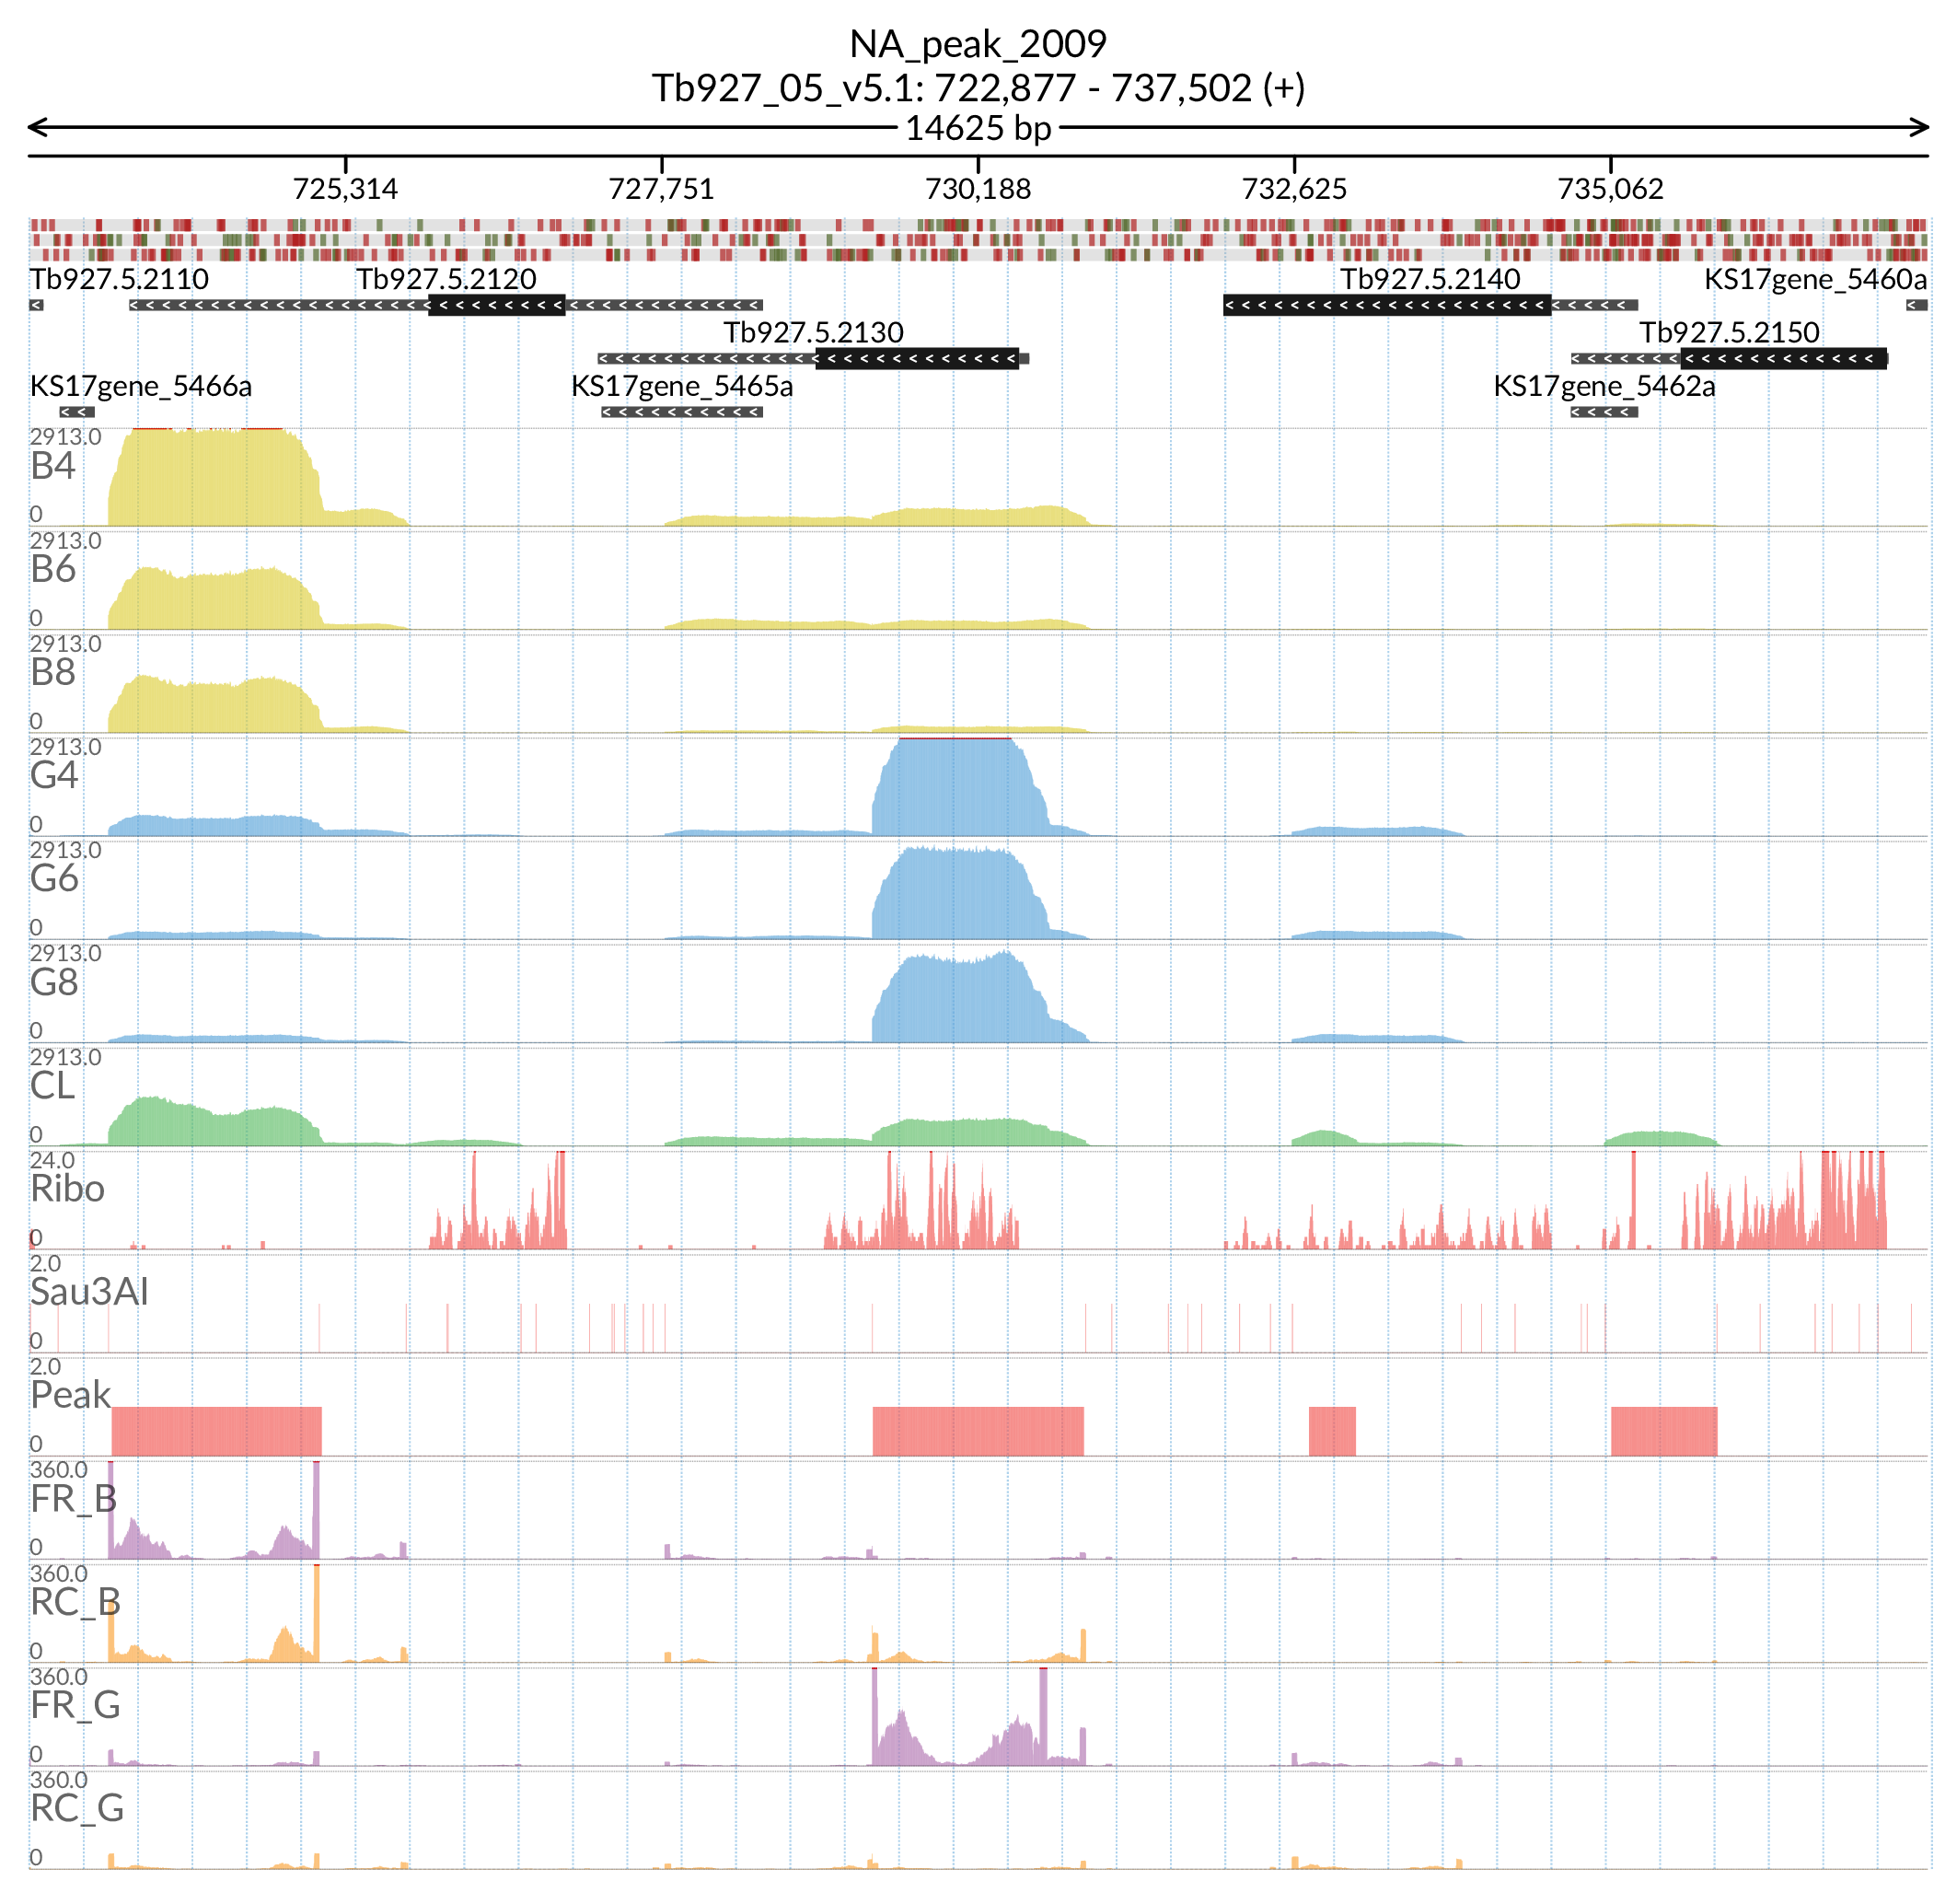 NA_peak_2009
Tb927_05_v5.1: 722,877 - 737,502 (+)
14625 bp
725,314 727,751 730,188 732,625 735,062
Tb927.5.2110 Tb927.5.2120 Tb927.5.2140 KS17gene_5460a
Tb927.5.2130 Tb927.5.2150
KS17gene_5466a KS17gene_5465a KS17gene_5462a
2913.0
B4
0
2913.0
B6
0
2913.0
B8
0
2913.0
G4
0
2913.0
G6
0
2913.0
G8
0
2913.0
CL
0
24.0
Ribo
0
2.0
Sau3AI
0
2.0
Peak
0
360.0
FR_B
0
360.0
RC_B
0
360.0
FR_G
0
360.0
RC_G
0